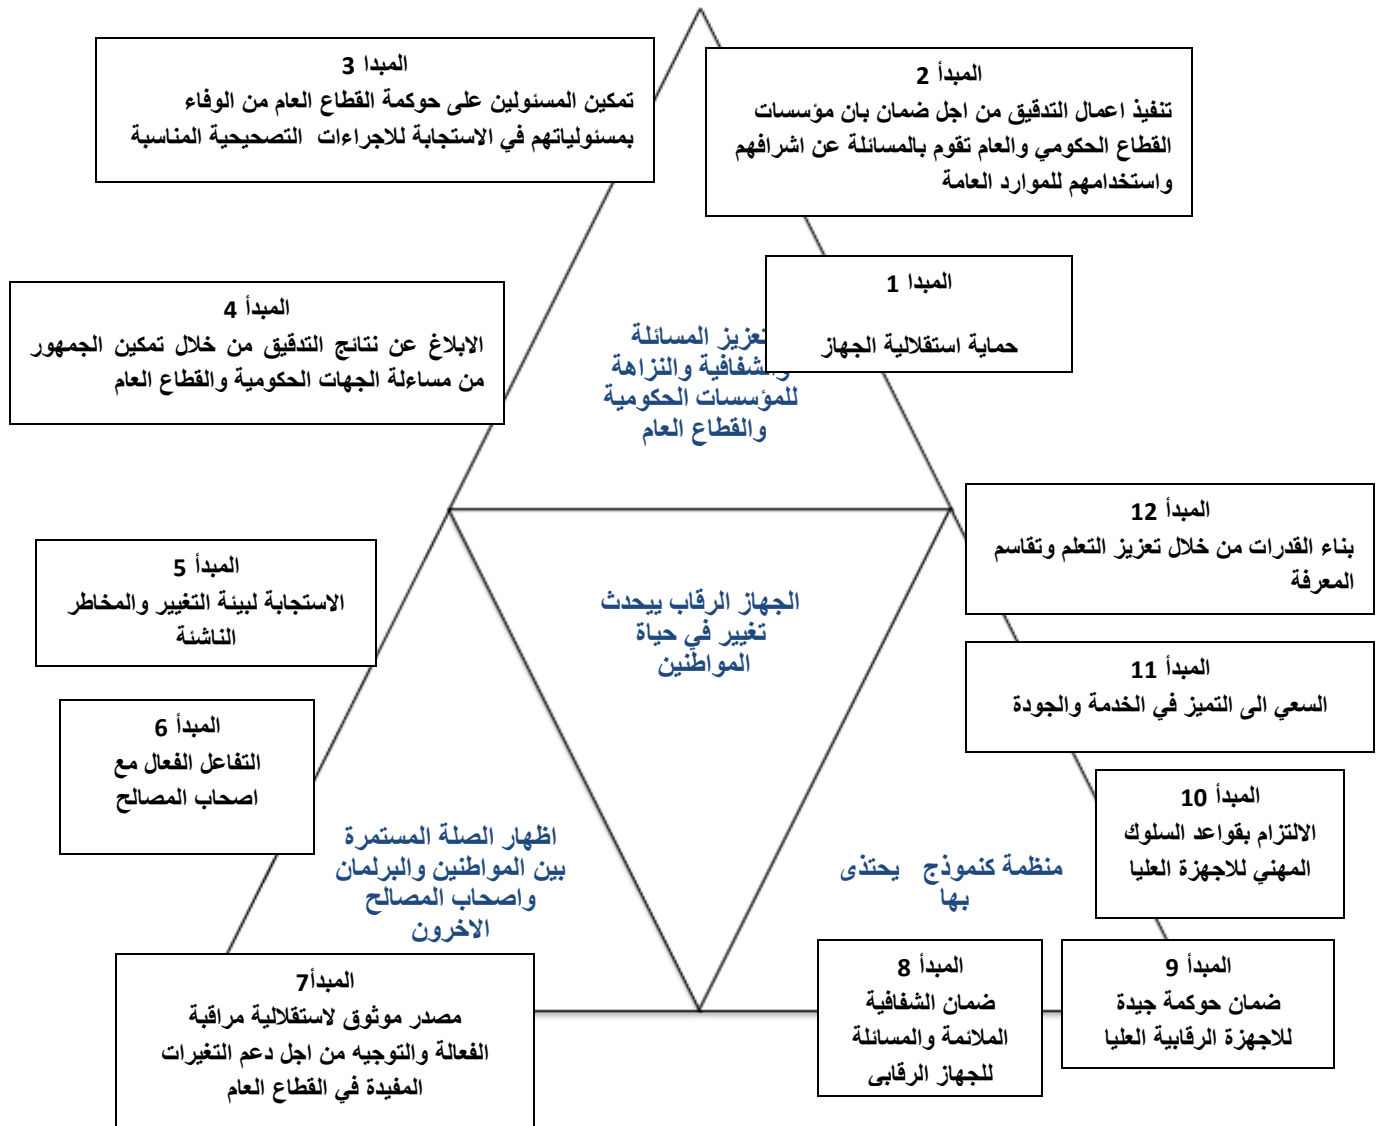 المبدا 3
تمكين المسئولين على حوكمة القطاع العام من الوفاء
بمسئولياتهم في الاستجابة للاجراءات التصحيحية المناسبة
المبدأ 2
تنفيذ اعمال التدقيق من اجل ضمان بان مؤسسات
القطاع الحكومي والعام تقوم بالمسائلة عن اشرافهم
واستخدامهم للموارد العامة
المبدا 1
حماية استقلالية الجهاز
المبدأ 4
الابلاغ عن نتائج التدقيق من خلال تمكين الجمهور
من مساءلة الجهات الحكومية والقطاع العام
تعزيز المسائلة
والشفافية والنزاهة
للمؤسسات الحكومية
والقطاع العام
المبدأ 12
بناء القدرات من خلال تعزيز التعلم وتقاسم
المعرفة
المبدأ 5
الاستجابة لبيئة التغيير والمخاطر
الناشئة
الجهاز الرقاب ييحدث
تغيير في حياة
المواطنين
المبدأ 11
السعي الى التميز في الخدمة والجودة
المبدأ 6
التفاعل الفعال مع
اصحاب المصالح
المبدأ 10
الالتزام بقواعد السلوك
المهني للاجهزة العليا
اظهار الصلة المستمرة
بين المواطنين والبرلمان
واصحاب المصالح
الاخرون
منظمة كنموذج يحتذى
بها
المبدأ 9
ضمان حوكمة جيدة
للاجهزة الرقابية العليا
المبدأ 8
ضمان الشفافية
الملائمة والمسائلة
للجهاز الرقابى
المبدأ7
مصدر موثوق لاستقلالية مراقبة
الفعالة والتوجيه من اجل دعم التغيرات
المفيدة في القطاع العام